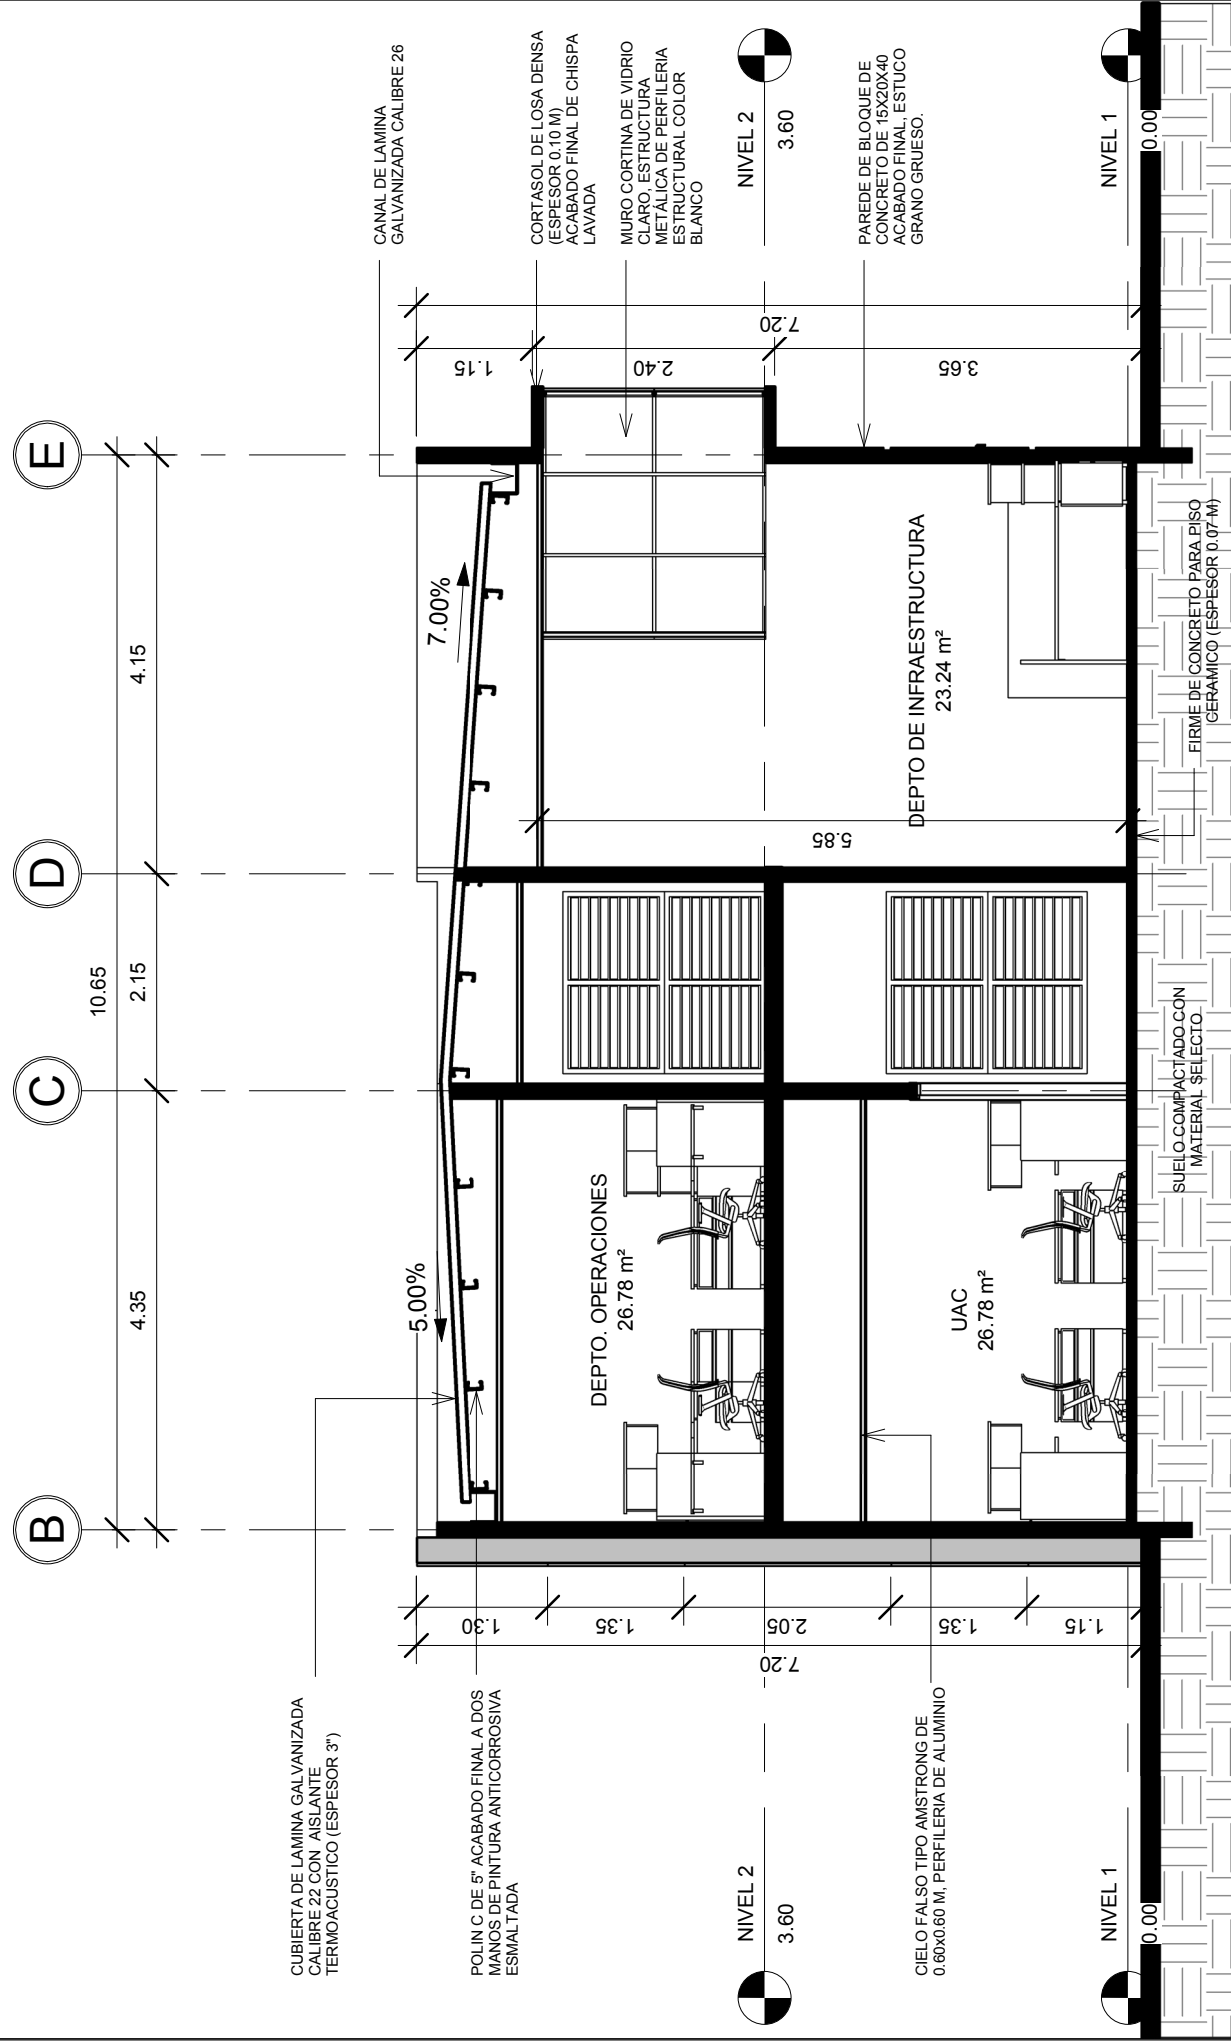 B
C
D
E
10.65
4.35
2.15
4.15
CUBIERTA DE LAMINA GALVANIZADA
CALIBRE 22 CON AISLANTE
TERMOACUSTICO (ESPESOR 3")
POLIN C DE 5" ACABADO FINAL A DOS
MANOS DE PINTURA ANTICORROSIVA
ESMALTADA
NIVEL 2
3.60
CIELO FALSO TIPO AMSTRONG DE
0.60x0.60 M, PERFILERIA DE ALUMINIO
NIVEL 1
0.00
1.30
1.35
2.05
1.35
1.15
7.20
5.00%
7.00%
DEPTO. OPERACIONES
26.78 m²
UAC
26.78 m²
DEPTO DE INFRAESTRUCTURA
23.24 m²
5.85
SUELO COMPACTADO CON
MATERIAL SELECTO
FIRME DE CONCRETO PARA PISO
CERAMICO (ESPESOR 0.07 M)
1.15
2.40
3.65
7.20
CANAL DE LAMINA
GALVANIZADA CALIBRE 26
CORTASOL DE LOSA DENSA
(ESPESOR 0.10 M)
ACABADO FINAL DE CHISPA
LAVADA
MURO CORTINA DE VIDRIO
CLARO, ESTRUCTURA
METÁLICA DE PERFILERIA
ESTRUCTURAL COLOR
BLANCO
NIVEL 2
3.60
PAREDE DE BLOQUE DE
CONCRETO DE 15X20X40
ACABADO FINAL, ESTUCO
GRANO GRUESO.
NIVEL 1
0.00